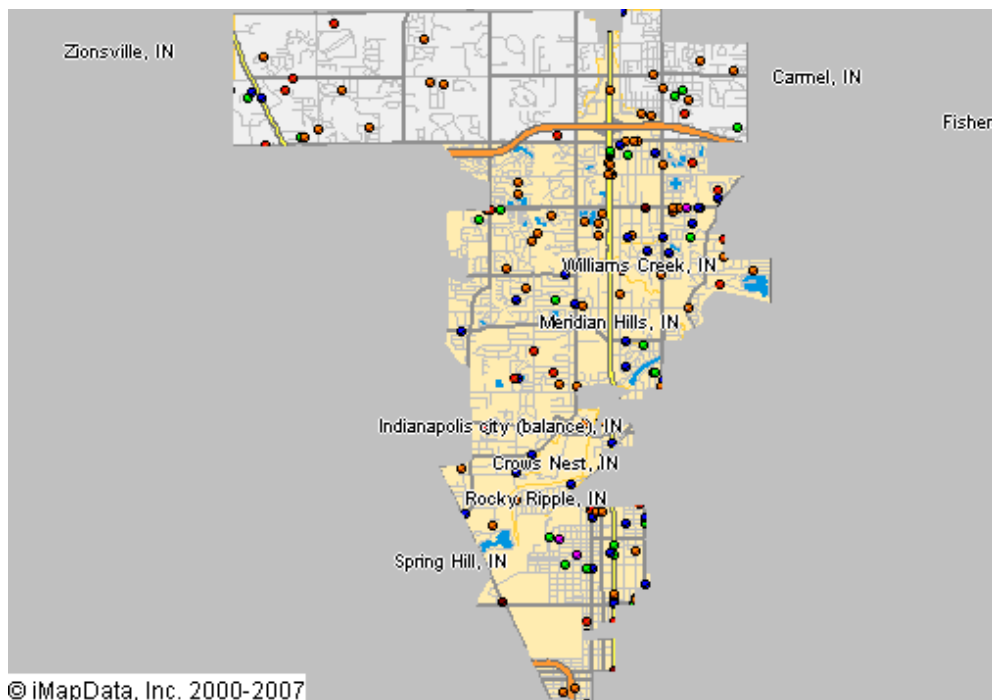 Zionsville, IN
Carmel, IN
Fisher
Williams Creek, IN
Meridian Hills, IN
Indianapolis city (balance), IN
Crows Nest, IN
Rocky Ripple, IN
Spring Hill, IN
© iMapData, Inc. 2000-2007